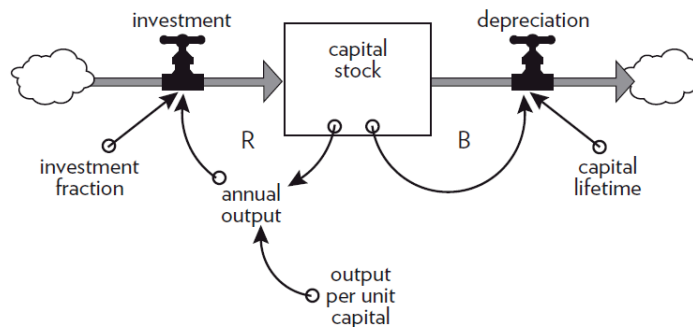 investment
depreciation
capital
stock
R
B
investment
fraction
annual
output
capital
lifetime
output
per unit
capital